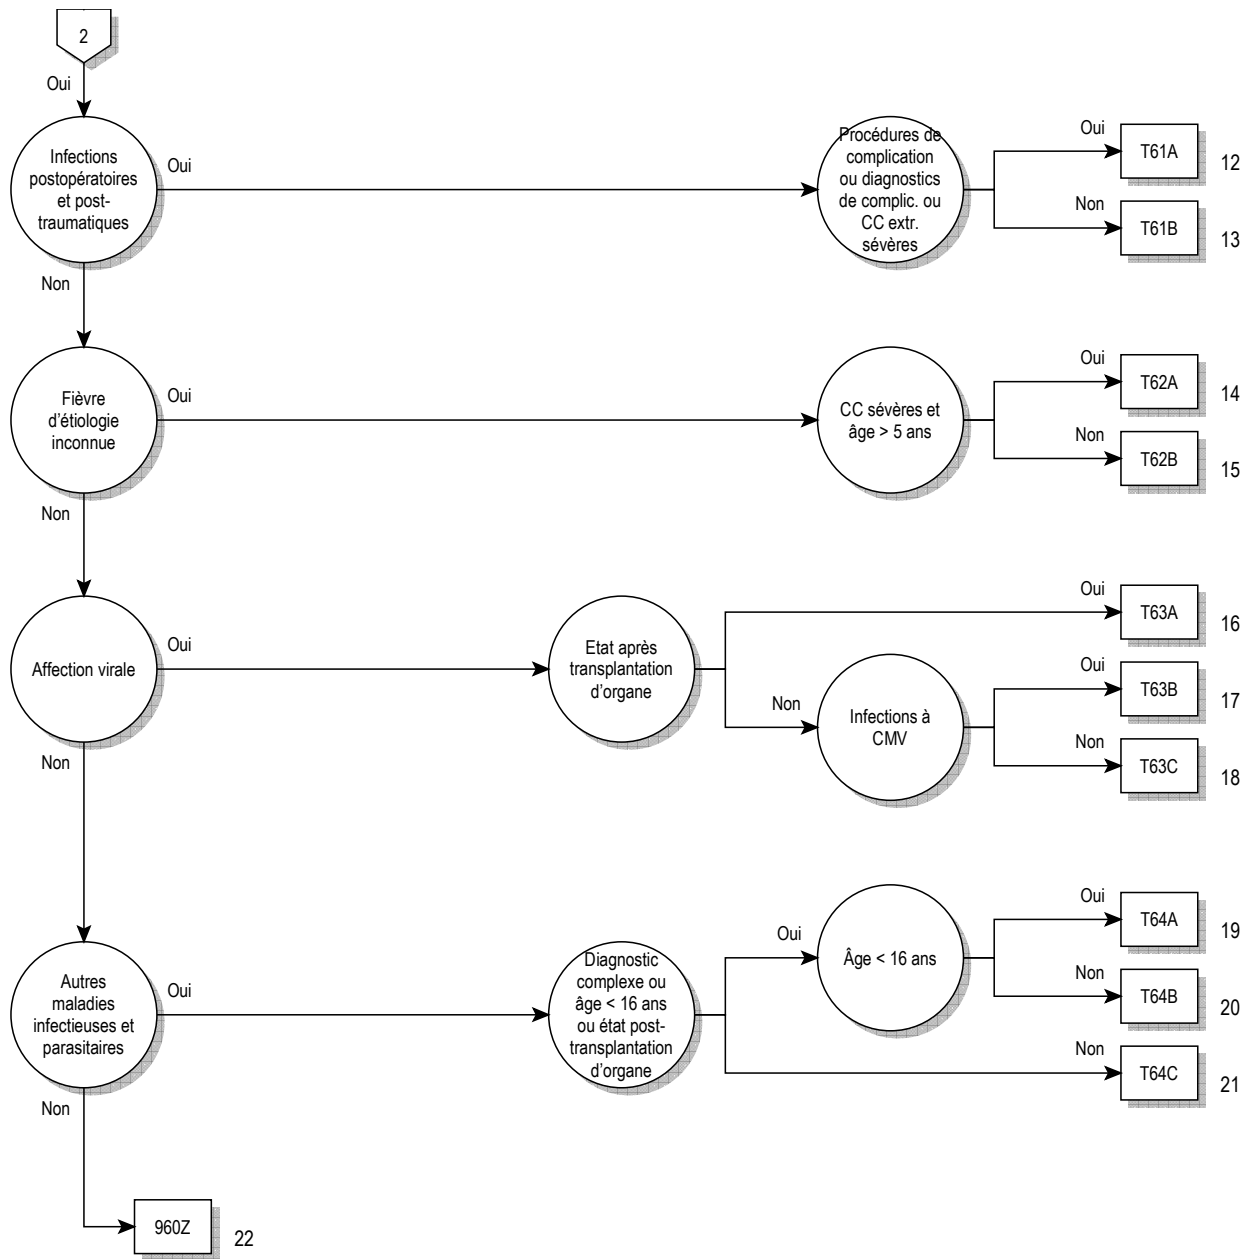 2
Oui
Infections
postopératoires
et post-
traumatiques
Oui
Procédures de
complication
ou diagnostics
de complic. ou
CC extr.
sévères
Oui
T61A
12
Non
T61B
13
Non
Fièvre
d'étiologie
inconnue
Oui
CC sévères et
âge > 5 ans
Oui
T62A
14
Non
T62B
15
Non
Affection virale
Oui
Etat après
transplantation
d'organe
Oui
T63A
16
Non
Infections à
CMV
Oui
T63B
17
Non
T63C
18
Non
Autres
maladies
infectieuses et
parasitaires
Oui
Diagnostic
complexe ou
âge < 16 ans
ou état post-
transplantation
d'organe
Oui
Âge < 16 ans
Oui
T64A
19
Non
T64B
20
Non
T64C
21
Non
960Z
22